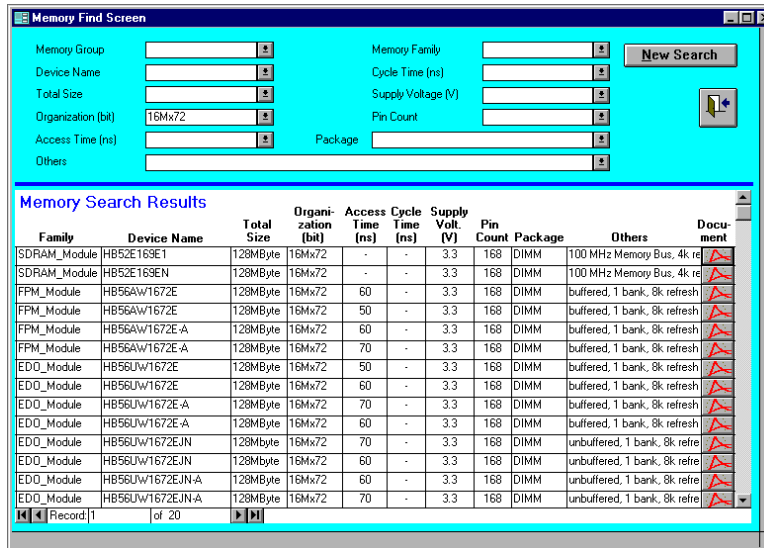 Memory Find Screen
Memory Group Memory Family New Search
Device Name Cycle Time (ns)
Total Size Supply Voltage (V)
Organization (bit) 16Mx72 Pin Count
Access Time (ns) Package
Others
Memory Search Results
Family Device Name Total Size Organi-zation (bit) Access Time (ns) Cycle Time (ns) Supply Volt. (V) Pin Count Package Others Docu-ment
SDRAM_Module HB52E169E1 128MByte 16Mx72 - - 3.3 168 DIMM 100 MHz Memory Bus, 4k re
SDRAM_Module HB52E169EN 128MByte 16Mx72 - - 3.3 168 DIMM 100 MHz Memory Bus, 4k re
FPM_Module HB56AW1672E 128MByte 16Mx72 60 - 3.3 168 DIMM buffered, 1 bank, 8k refresh
FPM_Module HB56AW1672E 128MByte 16Mx72 50 - 3.3 168 DIMM buffered, 1 bank, 8k refresh
FPM_Module HB56AW1672E-A 128MByte 16Mx72 60 - 3.3 168 DIMM buffered, 1 bank, 8k refresh
FPM_Module HB56AW1672E-A 128MByte 16Mx72 70 - 3.3 168 DIMM buffered, 1 bank, 8k refresh
EDO_Module HB56UW1672E 128MByte 16Mx72 50 - 3.3 168 DIMM buffered, 1 bank, 8k refresh
EDO_Module HB56UW1672E 128MByte 16Mx72 60 - 3.3 168 DIMM buffered, 1 bank, 8k refresh
EDO_Module HB56UW1672E-A 128MByte 16Mx72 70 - 3.3 168 DIMM buffered, 1 bank, 8k refresh
EDO_Module HB56UW1672E-A 128MByte 16Mx72 60 - 3.3 168 DIMM buffered, 1 bank, 8k refresh
EDO_Module HB56UW1672EJN 128Mbyte 16Mx72 70 - 3.3 168 DIMM unbuffered, 1 bank, 8k refre
EDO_Module HB56UW1672EJN 128Mbyte 16Mx72 60 - 3.3 168 DIMM unbuffered, 1 bank, 8k refre
EDO_Module HB56UW1672EJN-A 128MByte 16Mx72 60 - 3.3 168 DIMM unbuffered, 1 bank, 8k refre
EDO_Module HB56UW1672EJN-A 128MByte 16Mx72 70 - 3.3 168 DIMM unbuffered, 1 bank, 8k refre
Record: 1 of 20